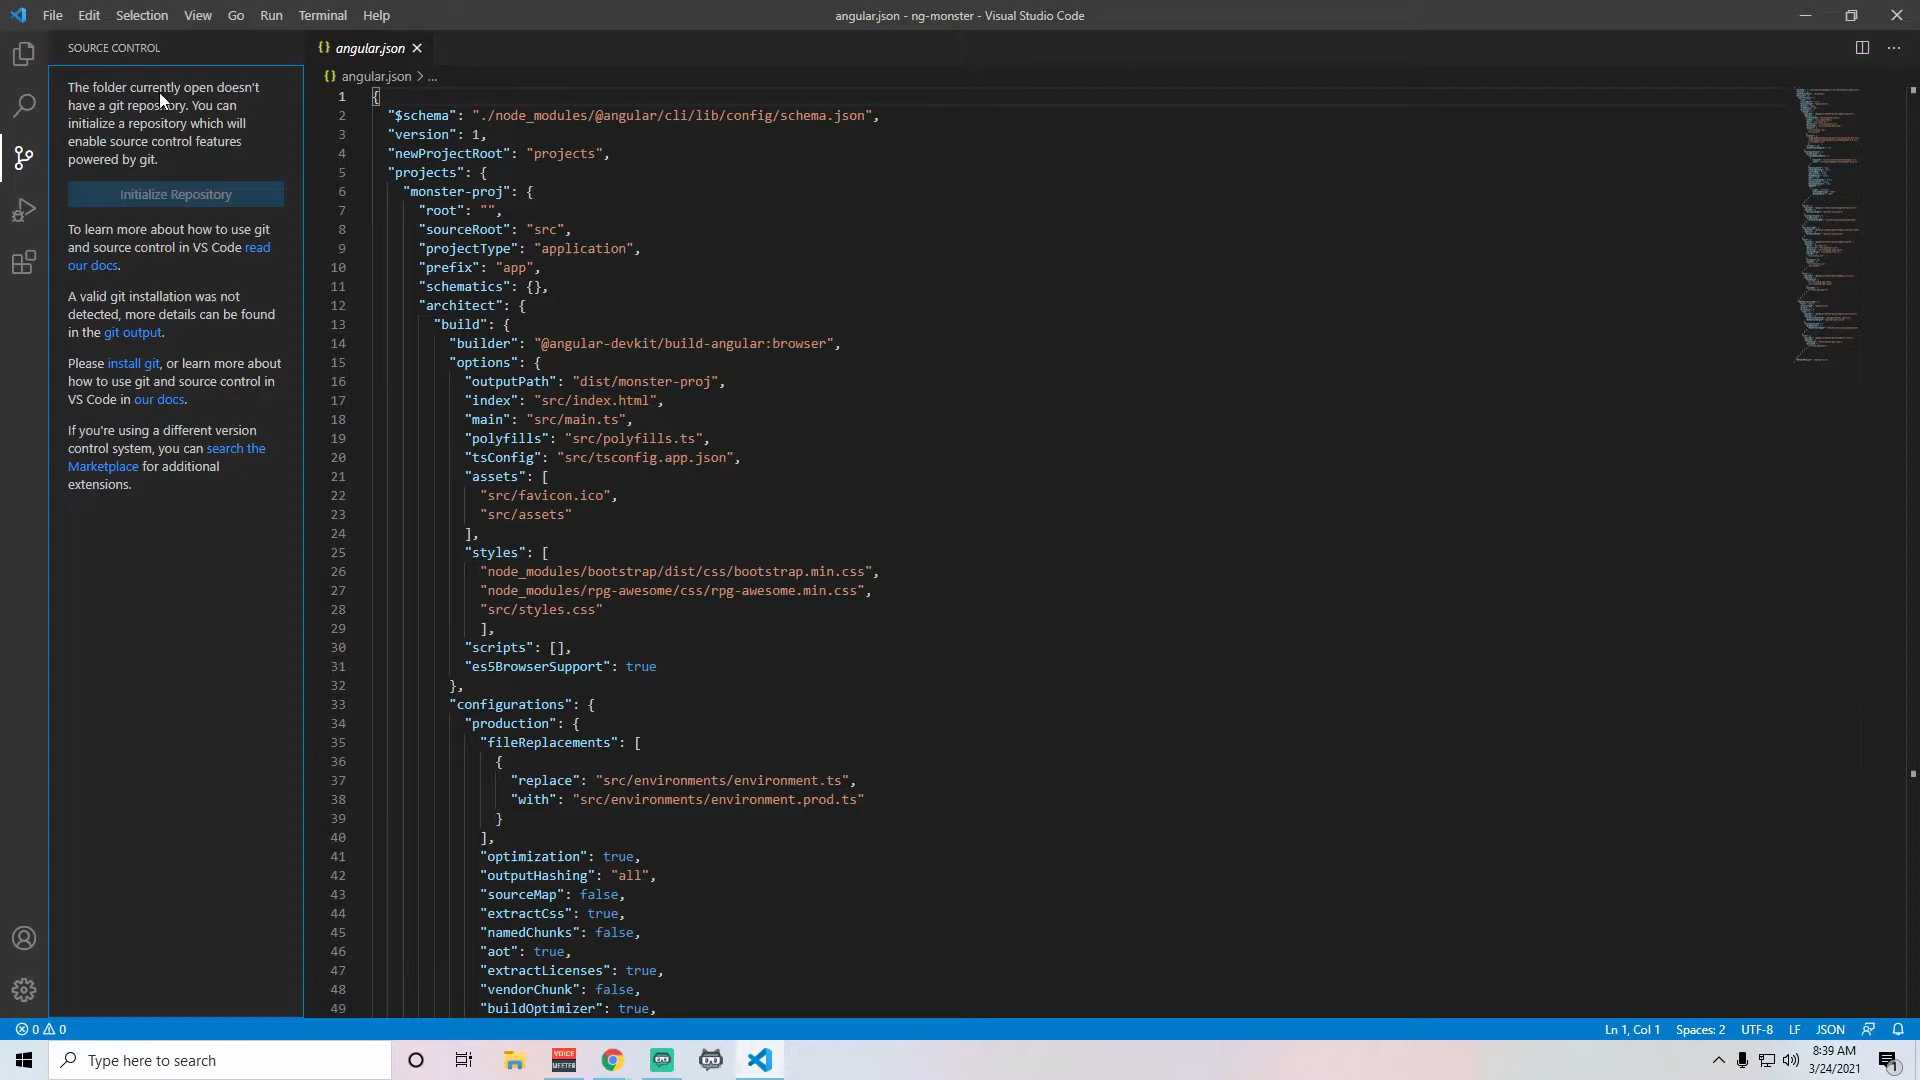 File Edit Selection View Go Run Terminal Help
angular.json - ng-monster - Visual Studio Code
SOURCE CONTROL
The folder currently open doesn't
have a git repository. You can
initialize a repository which will
enable source control features
powered by git.
Initialize Repository
To learn more about how to use git
and source control in VS Code read
our docs.
A valid git installation was not
detected, more details can be found
in the git output.
Please install git, or learn more about
how to use git and source control in
VS Code in our docs.
If you're using a different version
control system, you can search the
Marketplace for additional
extensions.
{} angular.json
{} angular.json > ...
1 {
2 "$schema": "./node_modules/@angular/cli/lib/config/schema.json",
3 "version": 1,
4 "newProjectRoot": "projects",
5 "projects": {
6 "monster-proj": {
7 "root": "",
8 "sourceRoot": "src",
9 "projectType": "application",
10 "prefix": "app",
11 "schematics": {},
12 "architect": {
13 "build": {
14 "builder": "@angular-devkit/build-angular:browser",
15 "options": {
16 "outputPath": "dist/monster-proj",
17 "index": "src/index.html",
18 "main": "src/main.ts",
19 "polyfills": "src/polyfills.ts",
20 "tsConfig": "src/tsconfig.app.json",
21 "assets": [
22 "src/favicon.ico",
23 "src/assets"
24 ],
25 "styles": [
26 "node_modules/bootstrap/dist/css/bootstrap.min.css",
27 "node_modules/rpg-awesome/css/rpg-awesome.min.css",
28 "src/styles.css"
29 ],
30 "scripts": [],
31 "es5BrowserSupport": true
32 },
33 "configurations": {
34 "production": {
35 "fileReplacements": [
36 {
37 "replace": "src/environments/environment.ts",
38 "with": "src/environments/environment.prod.ts"
39 }
40 ],
41 "optimization": true,
42 "outputHashing": "all",
43 "sourceMap": false,
44 "extractCss": true,
45 "namedChunks": false,
46 "aot": true,
47 "extractLicenses": true,
48 "vendorChunk": false,
49 "buildOptimizer": true,
0 0
Ln 1, Col 1 Spaces: 2 UTF-8 LF JSON
Type here to search
VOICE
MEETER
8:39 AM
3/24/2021
1